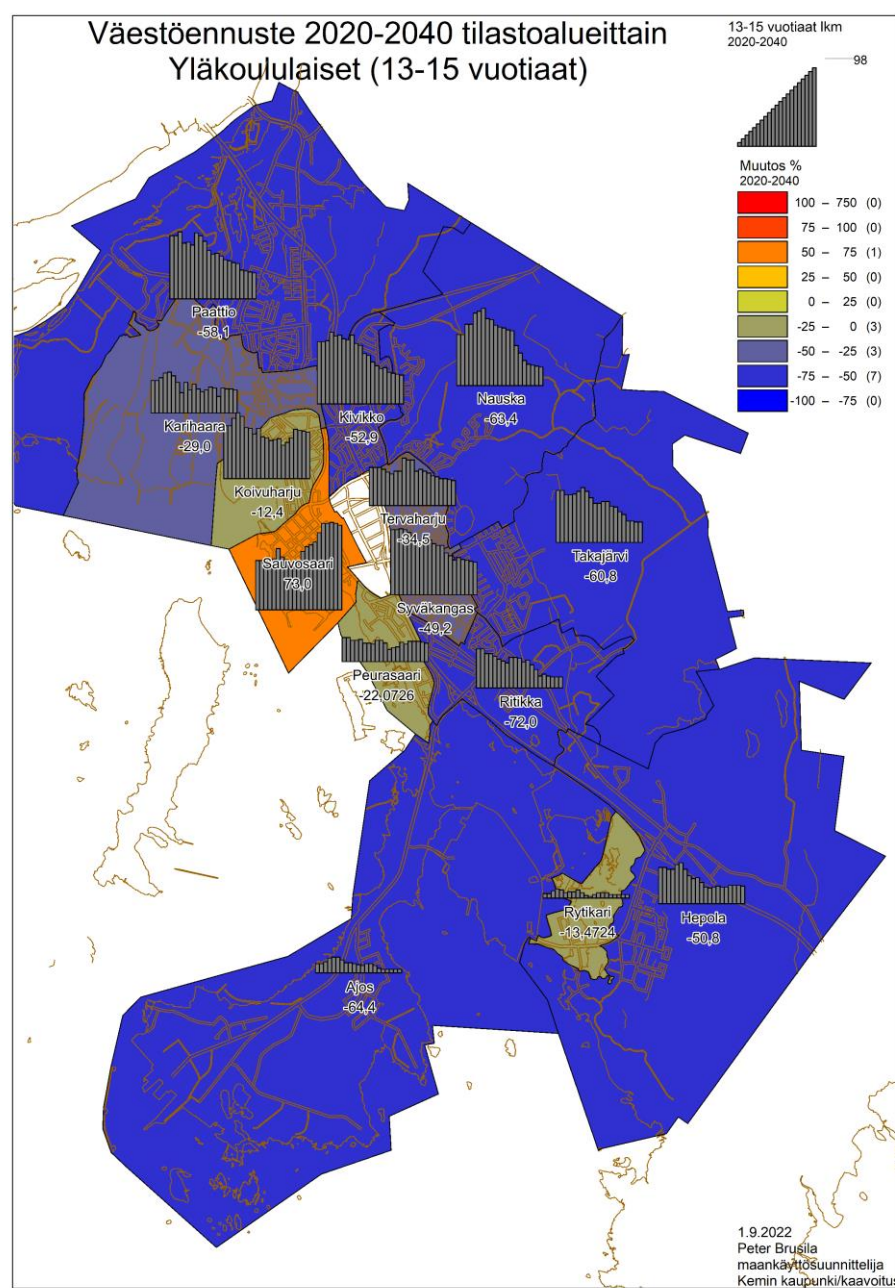 Väestöennuste 2020-2040 tilastoalueittain
Yläkoululaiset (13-15 vuotiaat)
13-15 vuotiaat lkm
2020-2040
98
Muutos %
2020-2040
100 – 750 (0)
75 – 100 (0)
50 – 75 (1)
25 – 50 (0)
0 – 25 (0)
-25 – 0 (3)
-50 – -25 (3)
-75 – -50 (7)
-100 – -75 (0)
Paattio
-58,1
Karihaara
-29,0
Kivikko
-52,9
Nauska
-63,4
Koivuharju
-12,4
Tervaharju
-34,5
Takajärvi
-60,8
Sauvosaari
73,0
Syväkangas
-49,2
Peurasaari
-22,0726
Ritikka
-72,0
Rytikari
-13,4724
Hepola
-50,8
Ajos
-64,4
1.9.2022
Peter Brusila
maankäyttösuunnittelija
Kemin kaupunki/kaavoitus